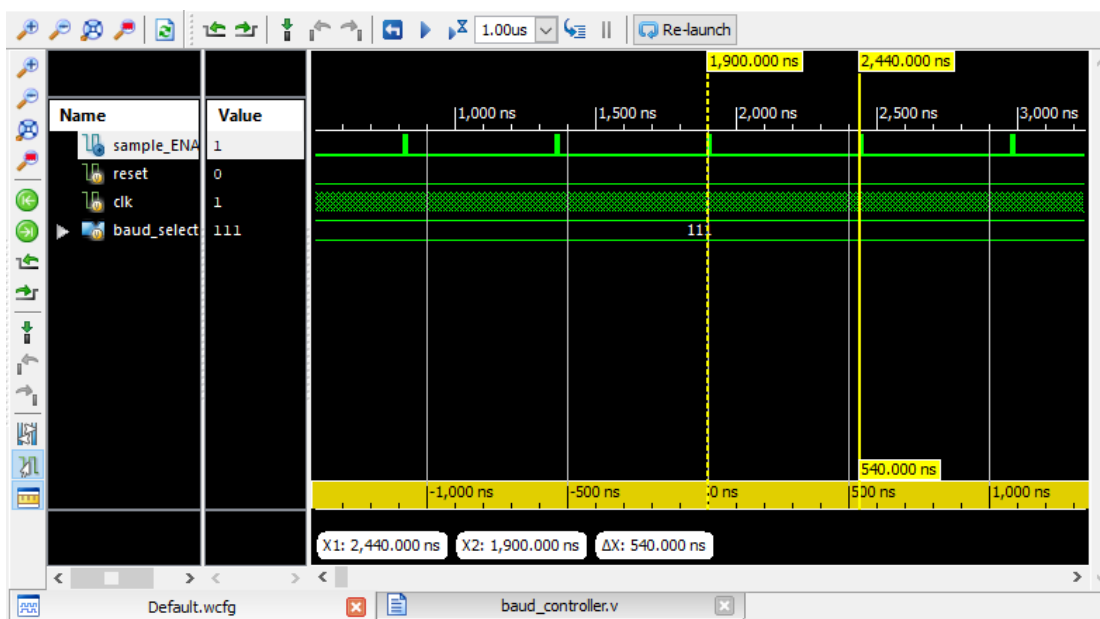 1.00us
Re-launch
1,900.000 ns
2,440.000 ns
Name
Value
1,000 ns
1,500 ns
2,000 ns
2,500 ns
3,000 ns
sample_ENA
1
reset
0
clk
1
baud_select
111
111
540.000 ns
-1,000 ns
-500 ns
0 ns
500 ns
1,000 ns
X1: 2,440.000 ns
X2: 1,900.000 ns
ΔX: 540.000 ns
Default.wcfg
baud_controller.v